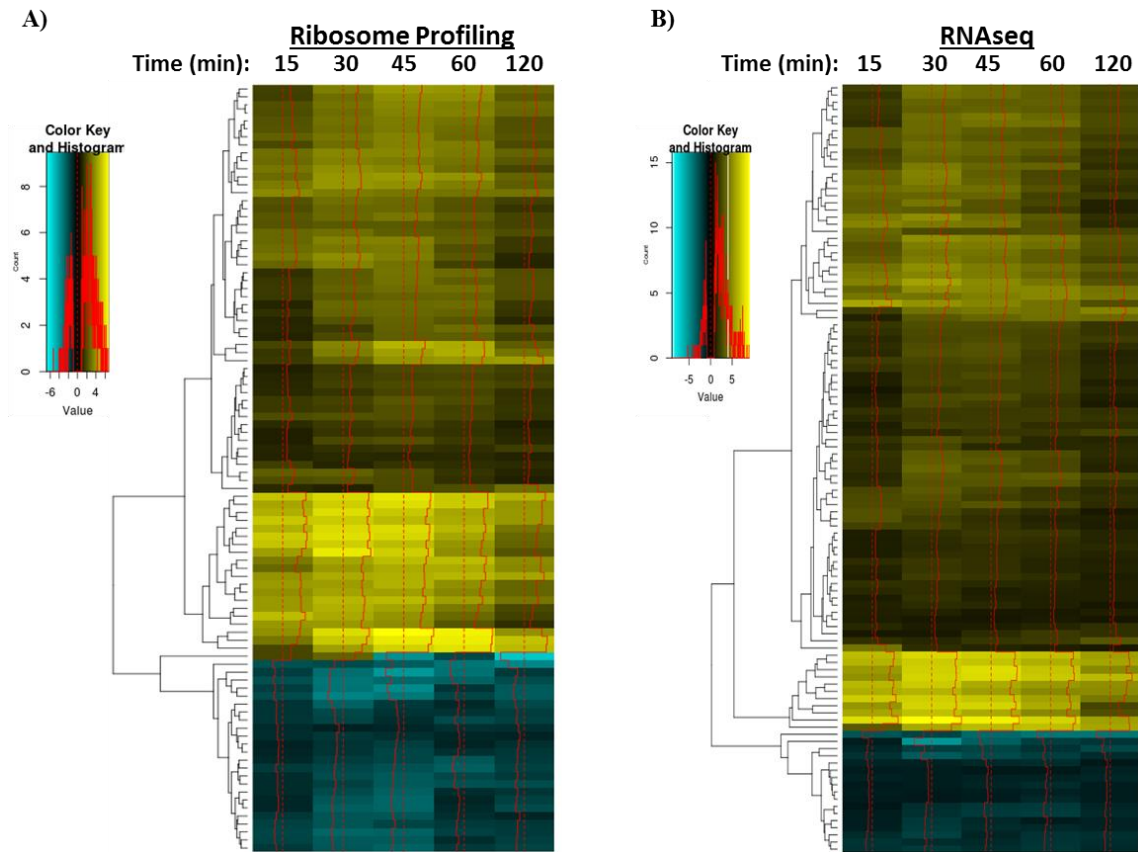 A)
Ribosome Profiling
Time (min): 15 30 45 60 120
Color Key
and Histogram
8
6
4
2
0
Count
-6 0 4
Value
B)
RNAseq
Time (min): 15 30 45 60 120
Color Key
and Histogram
15
10
5
0
Count
-5 0 5
Value